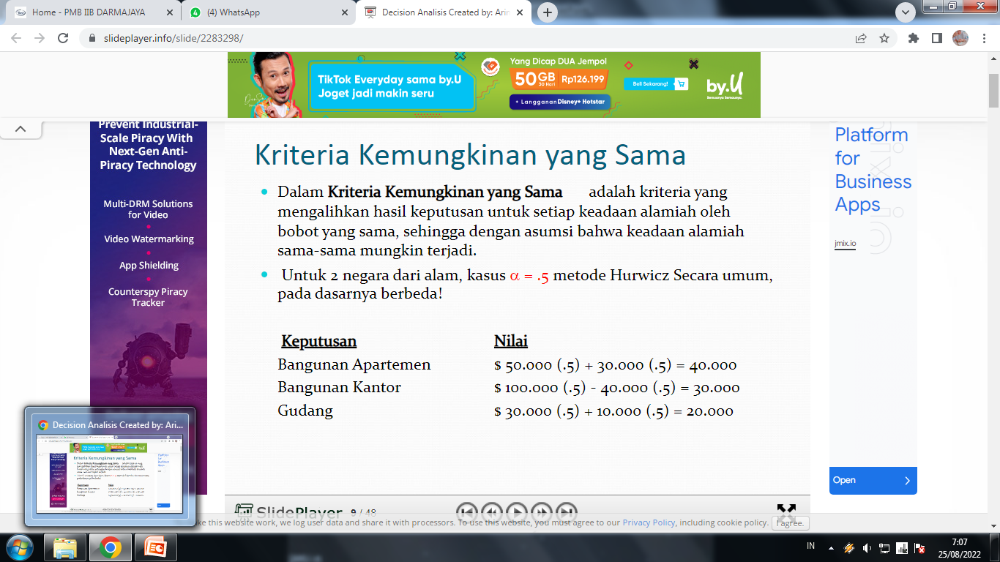 Home - PMB IIB DARMAJAYA
(4) WhatsApp
Decision Analisis Created by: Arin
slideplayer.info/slide/2283298/
TikTok Everyday sama by.U
Joget jadi makin seru
Yang Dicap DUA Jempol
50 GB
30 Hari
Rp126.199
• Langganan Disney+ Hotstar
Beli Sekarang!
by.U
Semuanya Semaunya.
Prevent Industrial-
Scale Piracy With
Next-Gen Anti-
Piracy Technology
Multi-DRM Solutions
for Video
Video Watermarking
App Shielding
Counterspy Piracy
Tracker
Kriteria Kemungkinan yang Sama
Dalam Kriteria Kemungkinan yang Sama adalah kriteria yang
mengalihkan hasil keputusan untuk setiap keadaan alamiah oleh
bobot yang sama, sehingga dengan asumsi bahwa keadaan alamiah
sama-sama mungkin terjadi.
Untuk 2 negara dari alam, kasus α = .5 metode Hurwicz Secara umum,
pada dasarnya berbeda!
Keputusan Nilai
Bangunan Apartemen $ 50.000 (.5) + 30.000 (.5) = 40.000
Bangunan Kantor $ 100.000 (.5) - 40.000 (.5) = 30.000
Gudang $ 30.000 (.5) + 10.000 (.5) = 20.000
Platform
for
Business
Apps
jmix.io
Open
Decision Analisis Created by: Ari...
SlidePlayer 9 / 48
ke this website work, we log user data and share it with processors. To use this website, you must agree to our Privacy Policy, including cookie policy.
I agree.
IN
7:07
25/08/2022